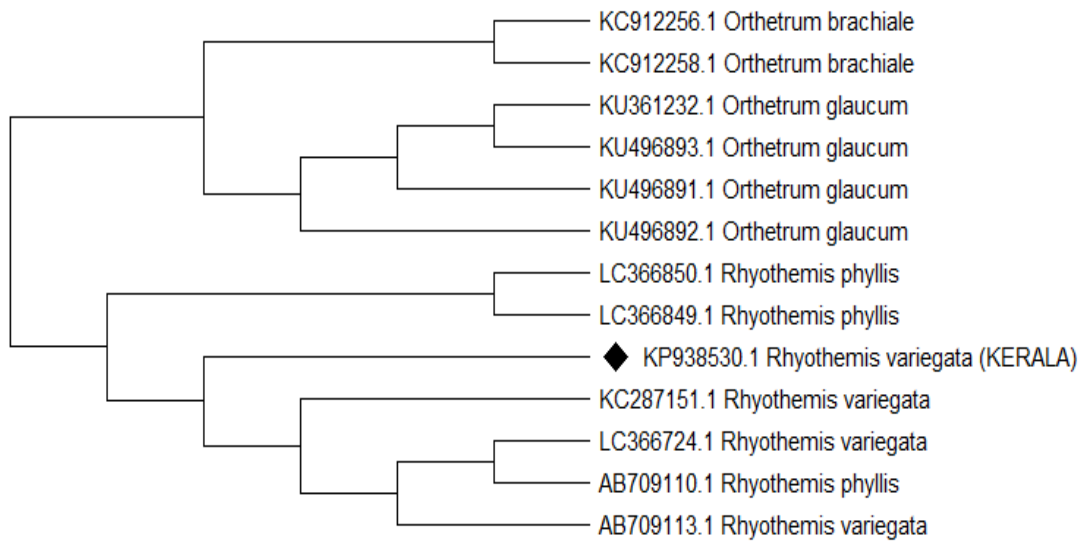 KC912256.1 Orthetrum brachiale
KC912258.1 Orthetrum brachiale
KU361232.1 Orthetrum glaucum
KU496893.1 Orthetrum glaucum
KU496891.1 Orthetrum glaucum
KU496892.1 Orthetrum glaucum
LC366850.1 Rhyothemis phyllis
LC366849.1 Rhyothemis phyllis
KP938530.1 Rhyothemis variegata (KERALA)
KC287151.1 Rhyothemis variegata
LC366724.1 Rhyothemis variegata
AB709110.1 Rhyothemis phyllis
AB709113.1 Rhyothemis variegata